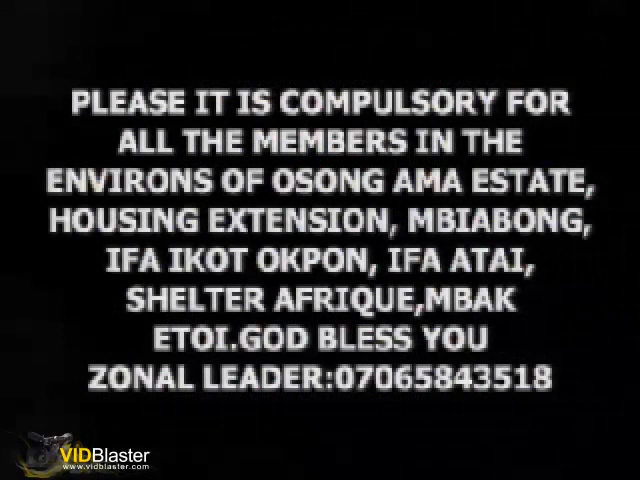 PLEASE IT IS COMPULSORY FOR
ALL THE MEMBERS IN THE
ENVIRONS OF OSONG AMA ESTATE,
HOUSING EXTENSION, MBIABONG,
IFA IKOT OKPON, IFA ATAI,
SHELTER AFRIQUE,MBAK
ETOI.GOD BLESS YOU
ZONAL LEADER:07065843518
VIDBlaster
www.vidblaster.com